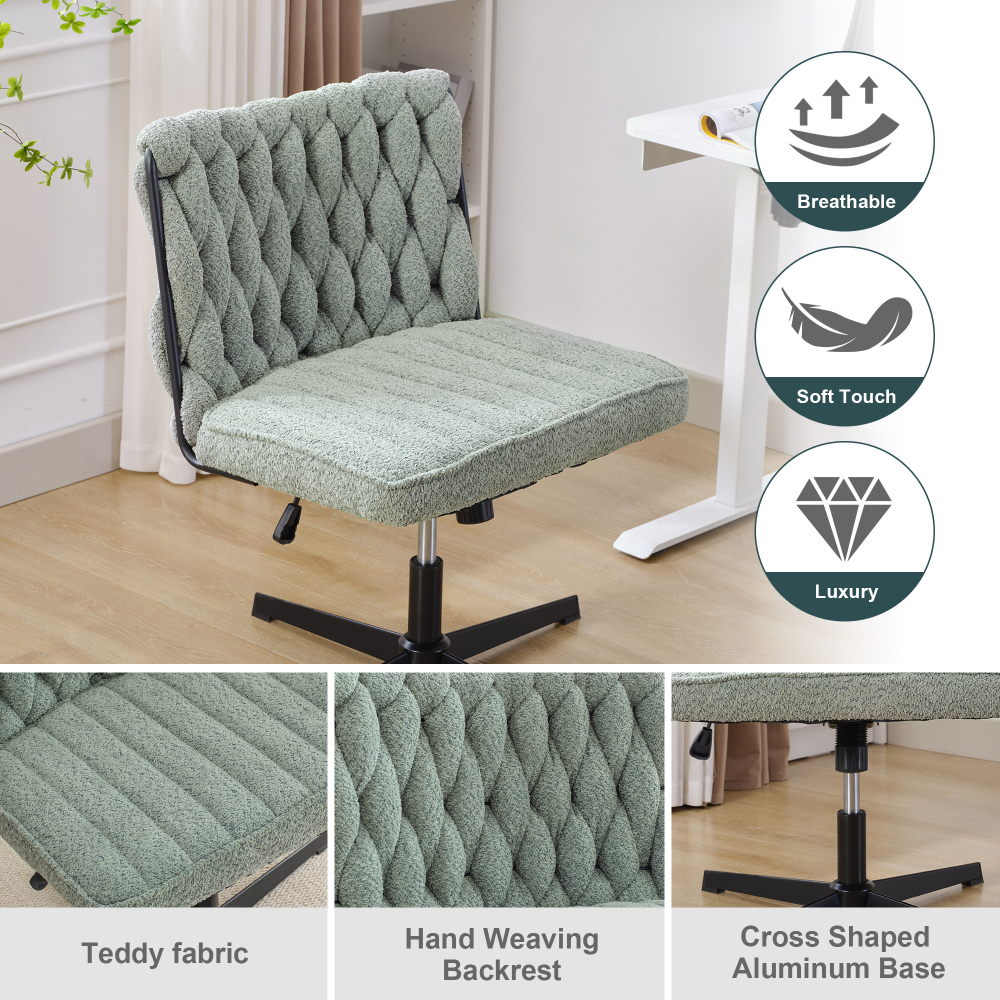 Breathable
Soft Touch
Luxury
Teddy fabric
Hand Weaving
Backrest
Cross Shaped
Aluminum Base